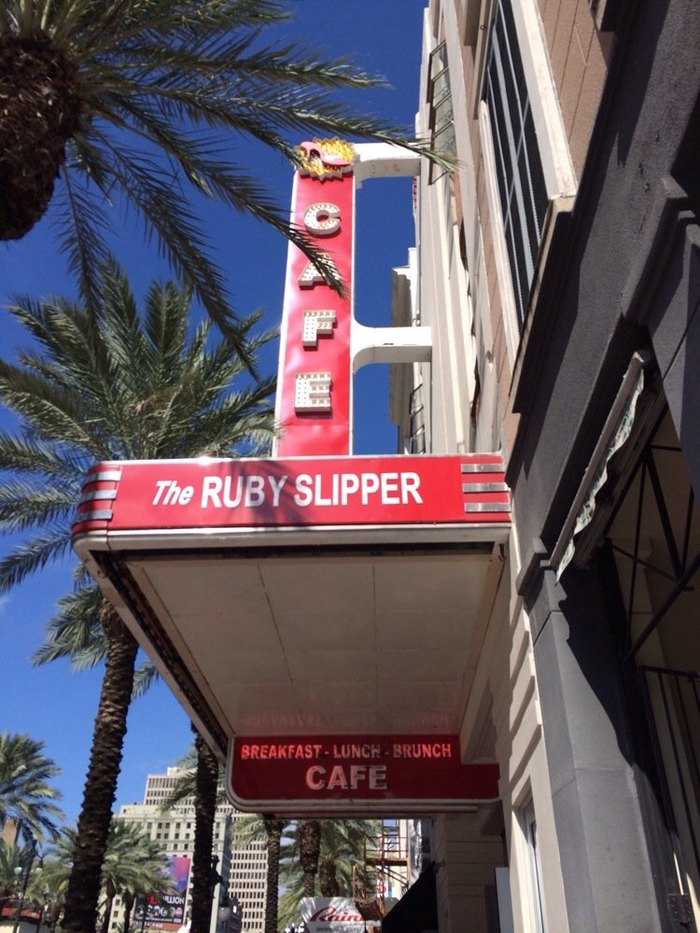 CAFE
The RUBY SLIPPER
BREAKFAST - LUNCH - BRUNCH
CAFE